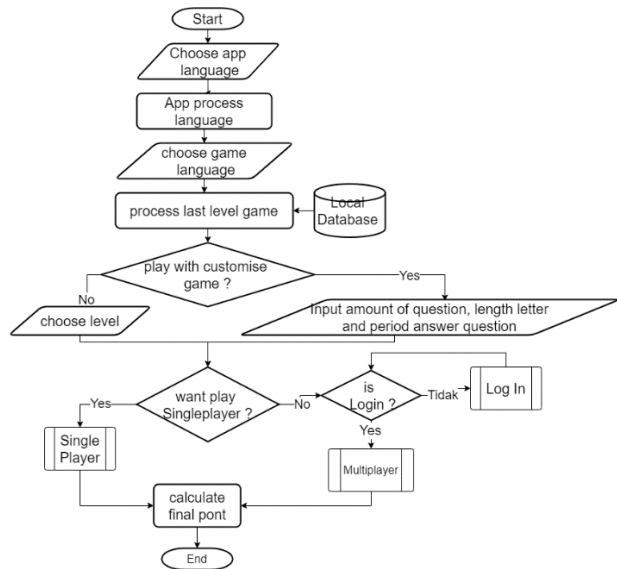 Start
Choose app
language
App process
language
choose game
language
process last level game
Local
Database
play with customise
game ?
No
Yes
choose level
Input amount of question, length letter
and period answer question
want play
Singleplayer ?
Yes
No
is
Login ?
Tidak
Log In
Yes
Single
Player
Multiplayer
calculate
final pont
End